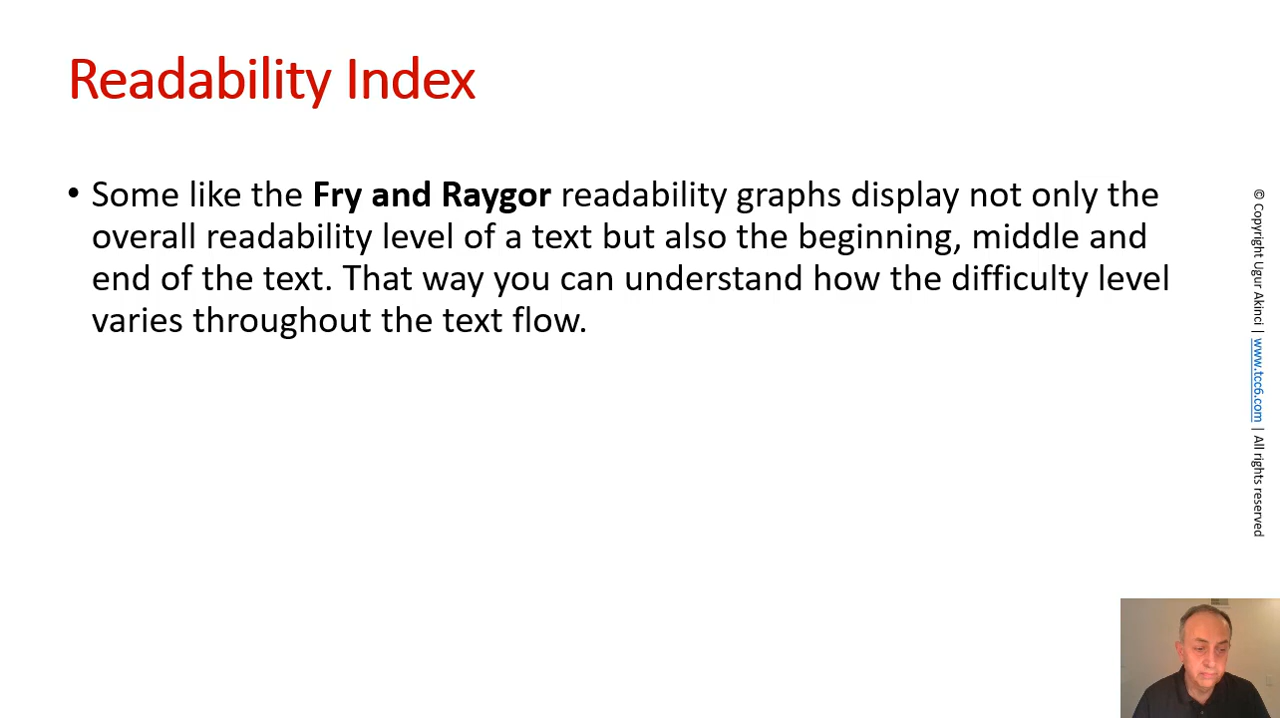 Readability Index
• Some like the Fry and Raygor readability graphs display not only the
overall readability level of a text but also the beginning, middle and
end of the text. That way you can understand how the difficulty level
varies throughout the text flow.
© Copyright Ugur Akinci | www.tcc6.com | All rights reserved